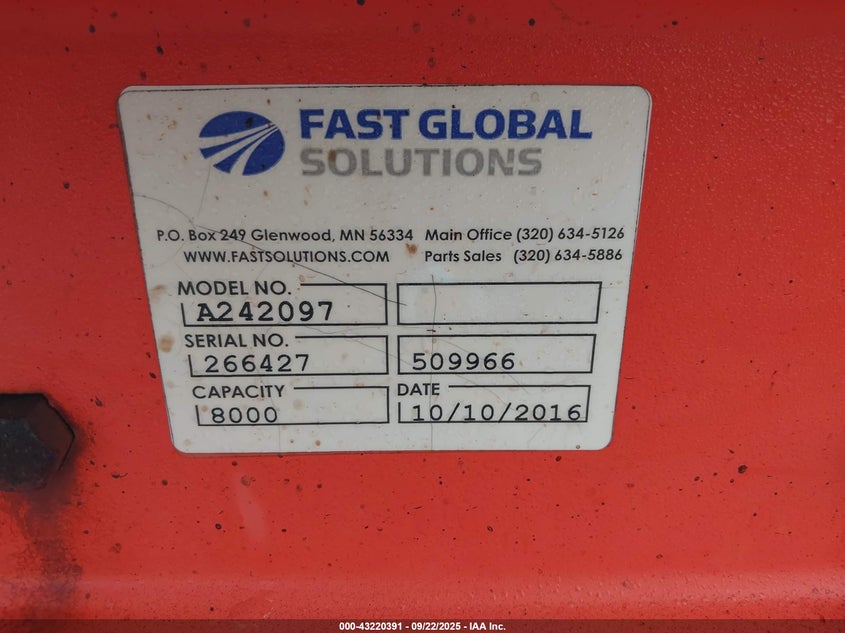 FAST GLOBAL
SOLUTIONS
P.O. Box 249 Glenwood, MN 56334 Main Office (320) 634-5126
WWW.FASTSOLUTIONS.COM Parts Sales (320) 634-5886
MODEL NO.
A242097
SERIAL NO.
266427 509966
CAPACITY DATE
8000 10/10/2016
000-43220391 - 09/22/2025 - IAA Inc.